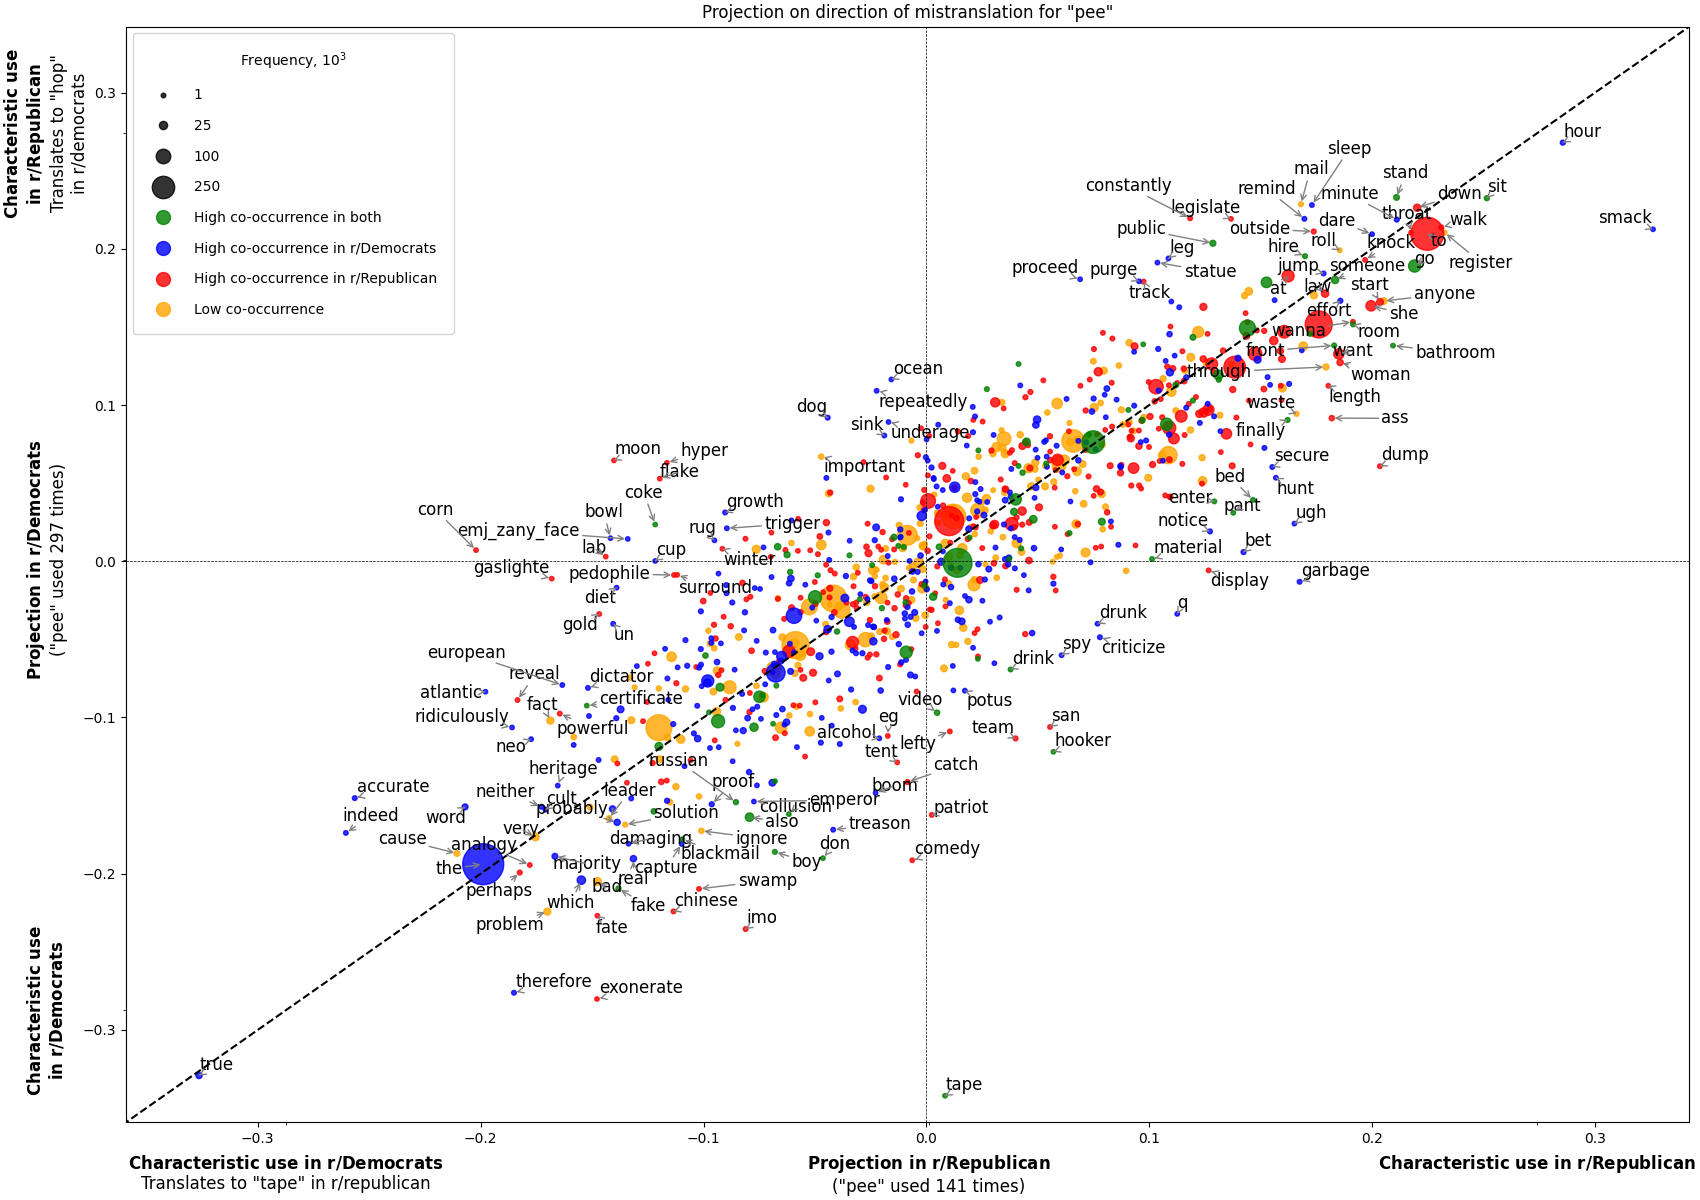 Projection on direction of mistranslation for "pee"
Characteristic use
in r/Republican
Translates to "hop"
in r/democrats
Projection in r/Democrats
("pee" used 297 times)
Characteristic use
in r/Democrats
Frequency, 10³
1
25
100
250
High co-occurrence in both
High co-occurrence in r/Democrats
High co-occurrence in r/Republican
Low co-occurrence
0.3
0.2
0.1
0.0
−0.1
−0.2
−0.3
hour
sleep
mail
stand
constantly
remind
minute
down
sit
legislate
throat
walk
smack
public
outside
dare
knock
to
leg
hire
roll
go
register
proceed
purge
statue
jump
someone
track
at
law
start
anyone
effort
she
wanna
room
front
want
bathroom
through
woman
ocean
length
dog
repeatedly
waste
ass
sink
underage
finally
moon
hyper
secure
dump
flake
important
bed
hunt
coke
growth
enter
pant
corn
bowl
ugh
emj_zany_face
rug
trigger
notice
lab
cup
winter
material
bet
gaslighte
pedophile
surround
display
garbage
diet
gold
un
drunk
q
european
spy
criticize
reveal
drink
atlantic
dictator
fact
certificate
video
potus
ridiculously
powerful
eg
san
neo
alcohol
lefty
team
hooker
russian
tent
heritage
catch
accurate
neither
cult
leader
proof
boom
indeed
word
probably
solution
emperor
collusion
patriot
cause
very
also
treason
analogy
damaging
ignore
the
majority
blackmail
boy
don
comedy
perhaps
capture
bad
real
swamp
which
fake
chinese
problem
fate
imo
therefore
exonerate
true
tape
−0.3
−0.2
−0.1
0.0
0.1
0.2
0.3
Characteristic use in r/Democrats
Projection in r/Republican
Characteristic use in r/Republican
Translates to "tape" in r/republican
("pee" used 141 times)